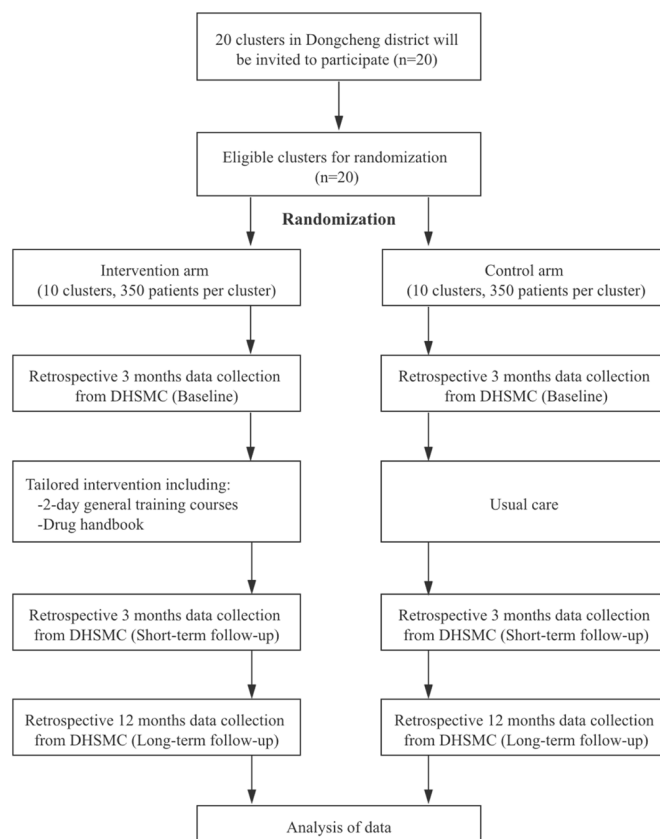 20 clusters in Dongcheng district will
be invited to participate (n=20)
Eligible clusters for randomization
(n=20)
Randomization
Intervention arm
(10 clusters, 350 patients per cluster)
Control arm
(10 clusters, 350 patients per cluster)
Retrospective 3 months data collection
from DHSMC (Baseline)
Retrospective 3 months data collection
from DHSMC (Baseline)
Tailored intervention including:
-2-day general training courses
-Drug handbook
Usual care
Retrospective 3 months data collection
from DHSMC (Short-term follow-up)
Retrospective 3 months data collection
from DHSMC (Short-term follow-up)
Retrospective 12 months data collection
from DHSMC (Long-term follow-up)
Retrospective 12 months data collection
from DHSMC (Long-term follow-up)
Analysis of data